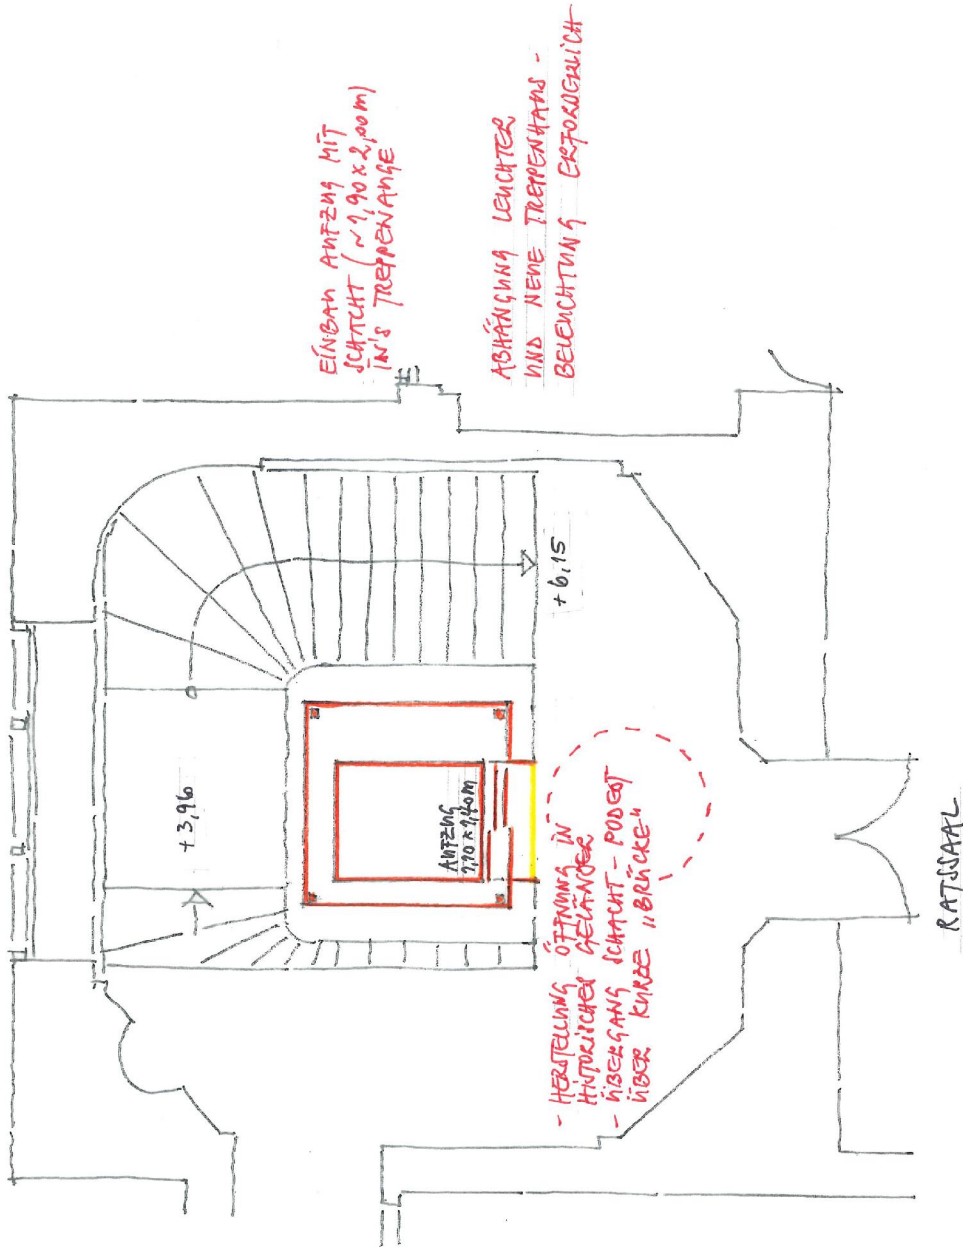 EINBAU AUFZUG MIT
SCHACHT (~ 1,90 x 2,00 m)
IN'S TREPPENAUGE
ABHÄNGUNG LEUCHTER
UND NEUE TREPPENHAUS-
BELEUCHTUNG ERFORDERLICH
+6,15
+3,96
AUFZUG
1,10 x 1,40 m
- HERSTELLUNG ÖFFNUNG IN
HISTORISCHER GELÄNDER
- ÜBERGANG SCHACHT-PODEST
ÜBER KURZE „BRÜCKE“
RATSSAAL